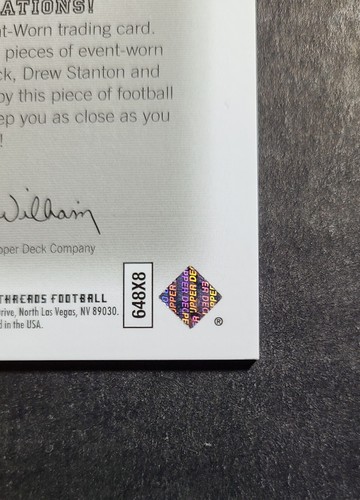 ATIONS!
t-Worn trading card.
pieces of event-worn
ck, Drew Stanton and
by this piece of football
ep you as close as you
!
William
pper Deck Company
THREADS FOOTBALL
rive, North Las Vegas, NV 89030.
d in the USA.
648X8
UPPER DECK
®